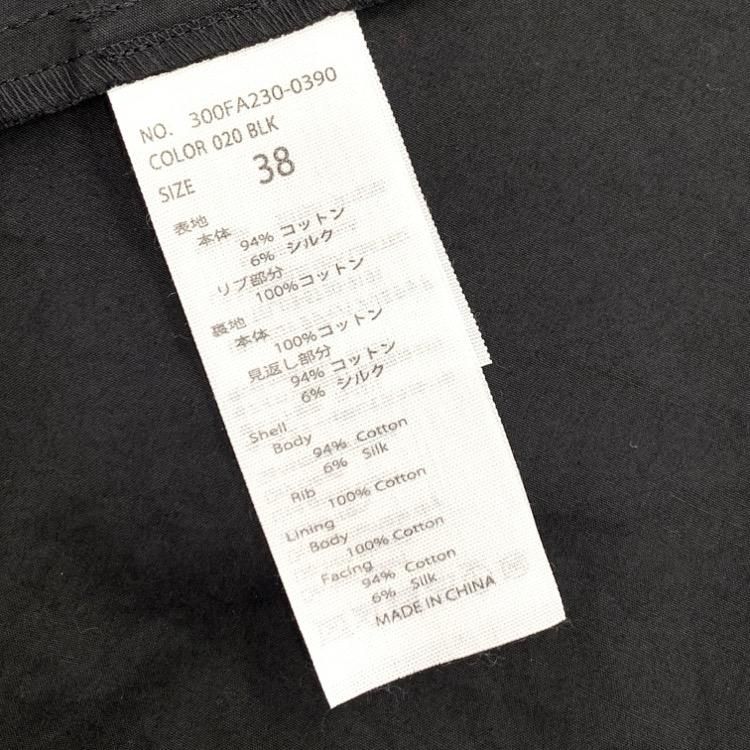 NO. 300FA230-0390
COLOR 020 BLK
SIZE 38
表地
本体
94% コットン
6% シルク
リブ部分
100% コットン
裏地
本体
100% コットン
見返し部分
94% コットン
6% シルク
Shell
Body
94% Cotton
6% Silk
Rib
100% Cotton
Lining
Body
100% Cotton
Facing
94% Cotton
6% Silk
MADE IN CHINA